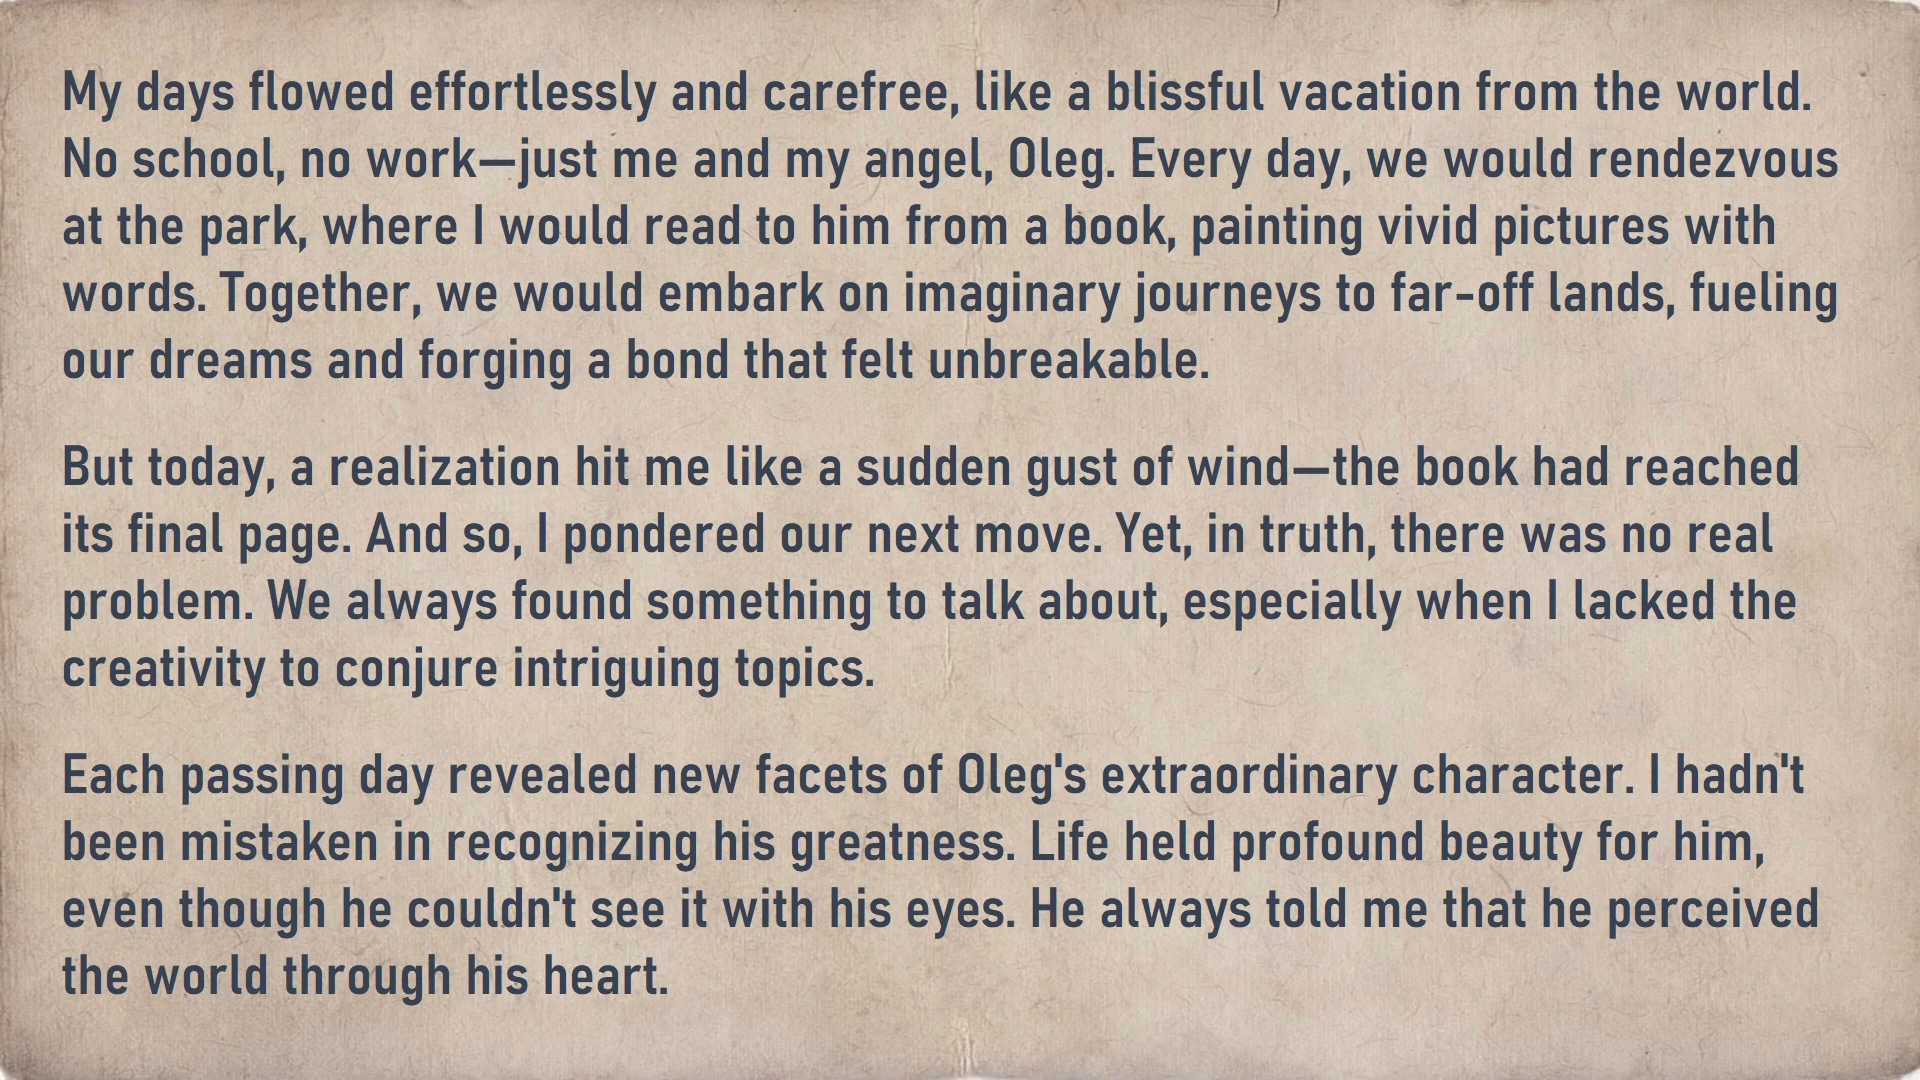 My days flowed effortlessly and carefree, like a blissful vacation from the world.
No school, no work—just me and my angel, Oleg. Every day, we would rendezvous
at the park, where I would read to him from a book, painting vivid pictures with
words. Together, we would embark on imaginary journeys to far-off lands, fueling
our dreams and forging a bond that felt unbreakable.
But today, a realization hit me like a sudden gust of wind—the book had reached
its final page. And so, I pondered our next move. Yet, in truth, there was no real
problem. We always found something to talk about, especially when I lacked the
creativity to conjure intriguing topics.
Each passing day revealed new facets of Oleg's extraordinary character. I hadn't
been mistaken in recognizing his greatness. Life held profound beauty for him,
even though he couldn't see it with his eyes. He always told me that he perceived
the world through his heart.